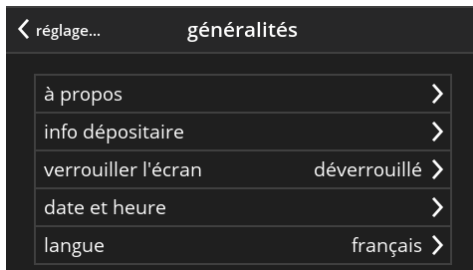 réglage... généralités
à propos
info dépositaire
verrouiller l'écran déverrouillé
date et heure
langue français